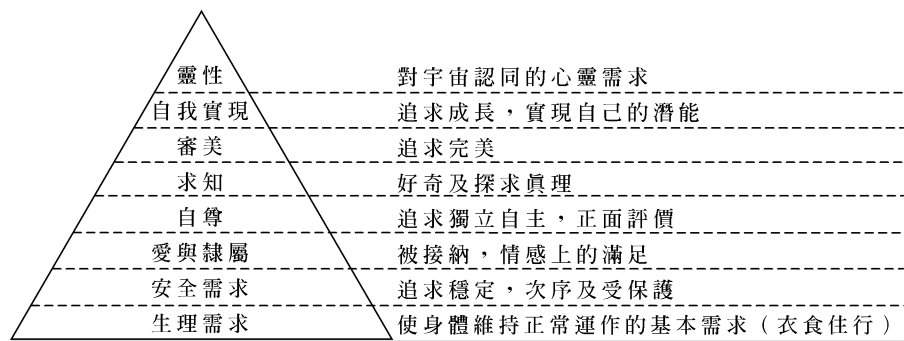 靈性 對宇宙認同的心靈需求
自我實現 追求成長，實現自己的潛能
審美 追求完美
求知 好奇及探求眞理
自尊 追求獨立自主，正面評價
愛與隸屬 被接納，情感上的滿足
安全需求 追求穩定，次序及受保護
生理需求 使身體維持正常運作的基本需求（衣食住行）